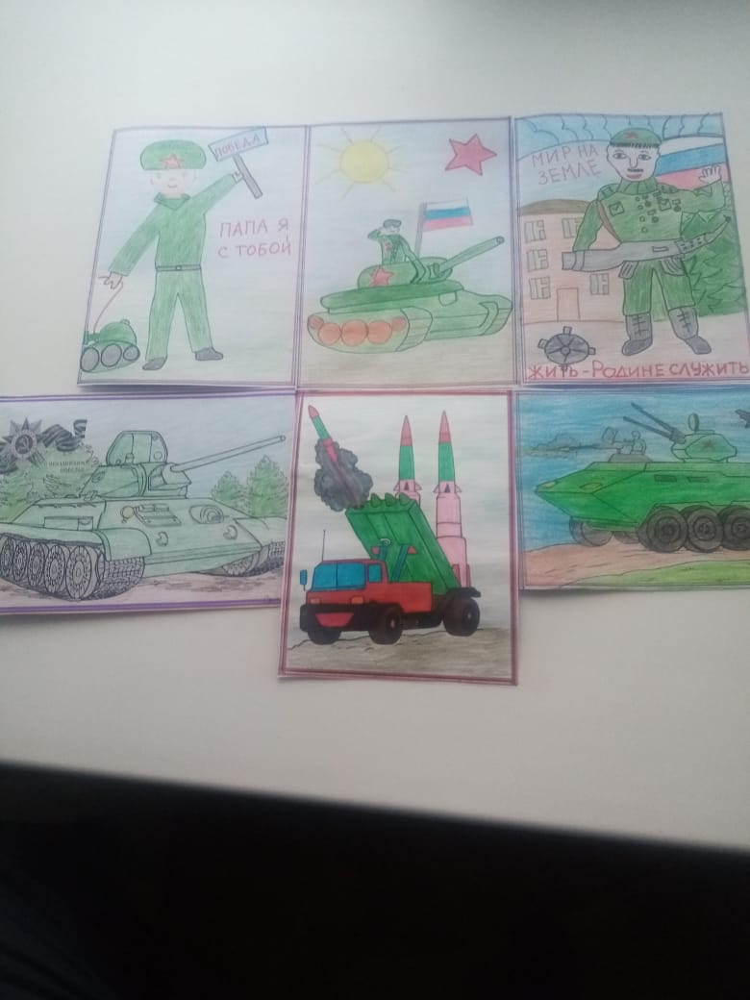 ПОБЕДА
ПАПА Я
С ТОБОЙ
МИР НА
ЗЕМЛЕ
ЖИТЬ-РОДИНЕ СЛУЖИТЬ